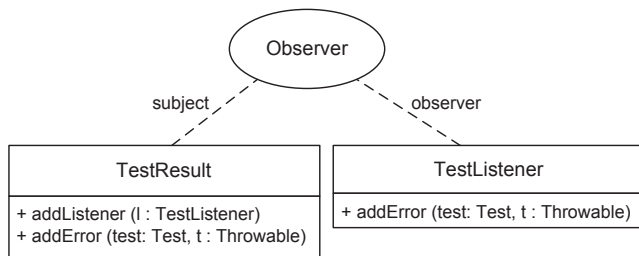 Observer
subject
observer
TestResult
+ addListener (l : TestListener)
+ addError (test: Test, t : Throwable)
TestListener
+ addError (test: Test, t : Throwable)